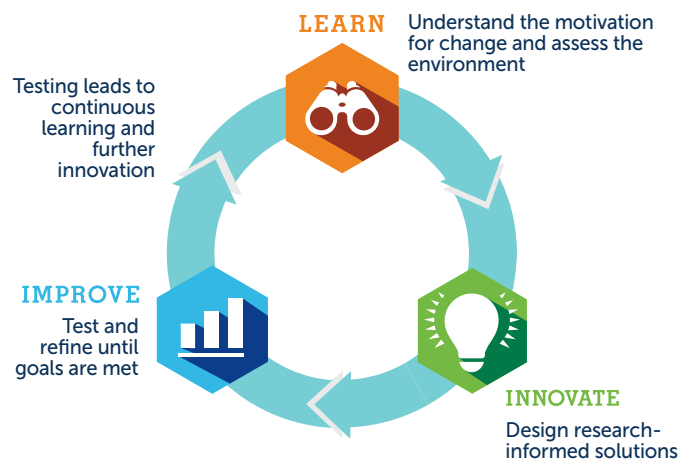 LEARN
Understand the motivation
for change and assess the
environment
Testing leads to
continuous
learning and
further
innovation
IMPROVE
Test and
refine until
goals are met
INNOVATE
Design research-
informed solutions